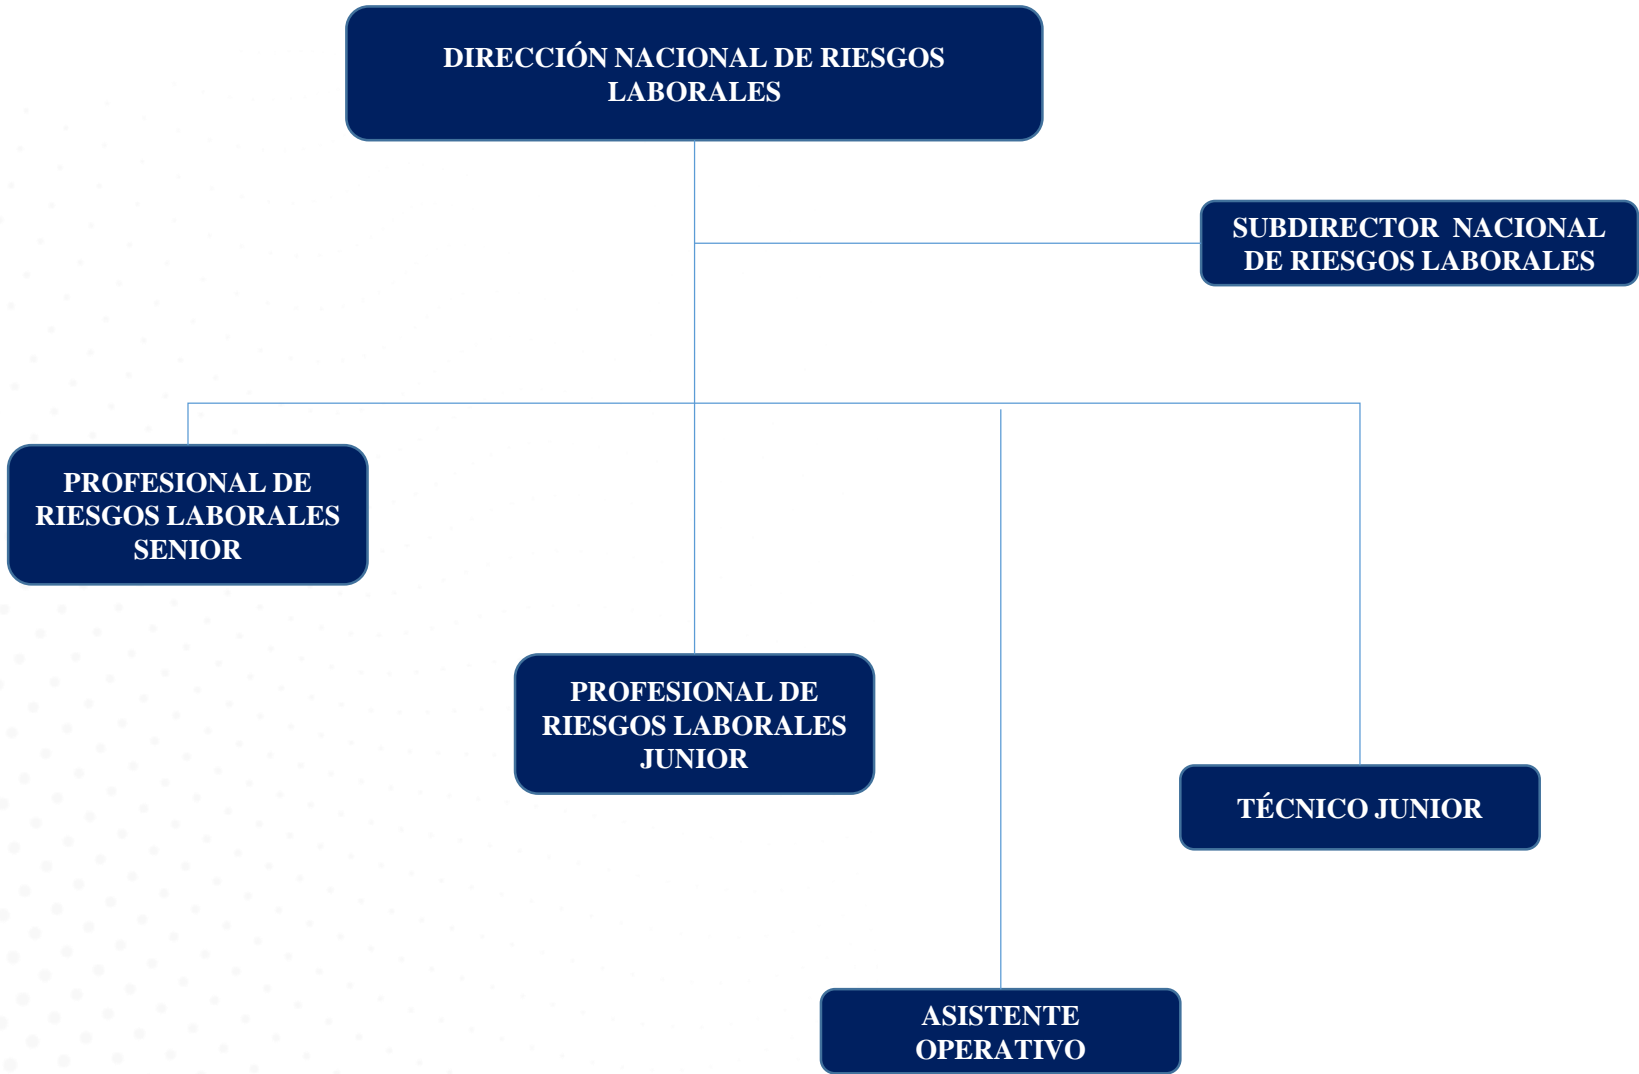 DIRECCIÓN NACIONAL DE RIESGOS
LABORALES
SUBDIRECTOR NACIONAL
DE RIESGOS LABORALES
PROFESIONAL DE
RIESGOS LABORALES
SENIOR
PROFESIONAL DE
RIESGOS LABORALES
JUNIOR
TÉCNICO JUNIOR
ASISTENTE
OPERATIVO